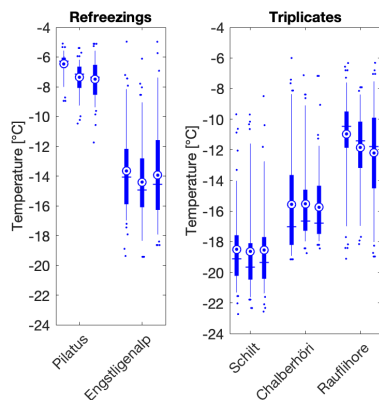 Refreezings
Temperature [°C]
-4
-6
-8
-10
-12
-14
-16
-18
-20
-22
-24
Pilatus
Engstligenalp
Triplicates
Temperature [°C]
-4
-6
-8
-10
-12
-14
-16
-18
-20
-22
-24
Schilt
Chalberhöri
Rauflihore